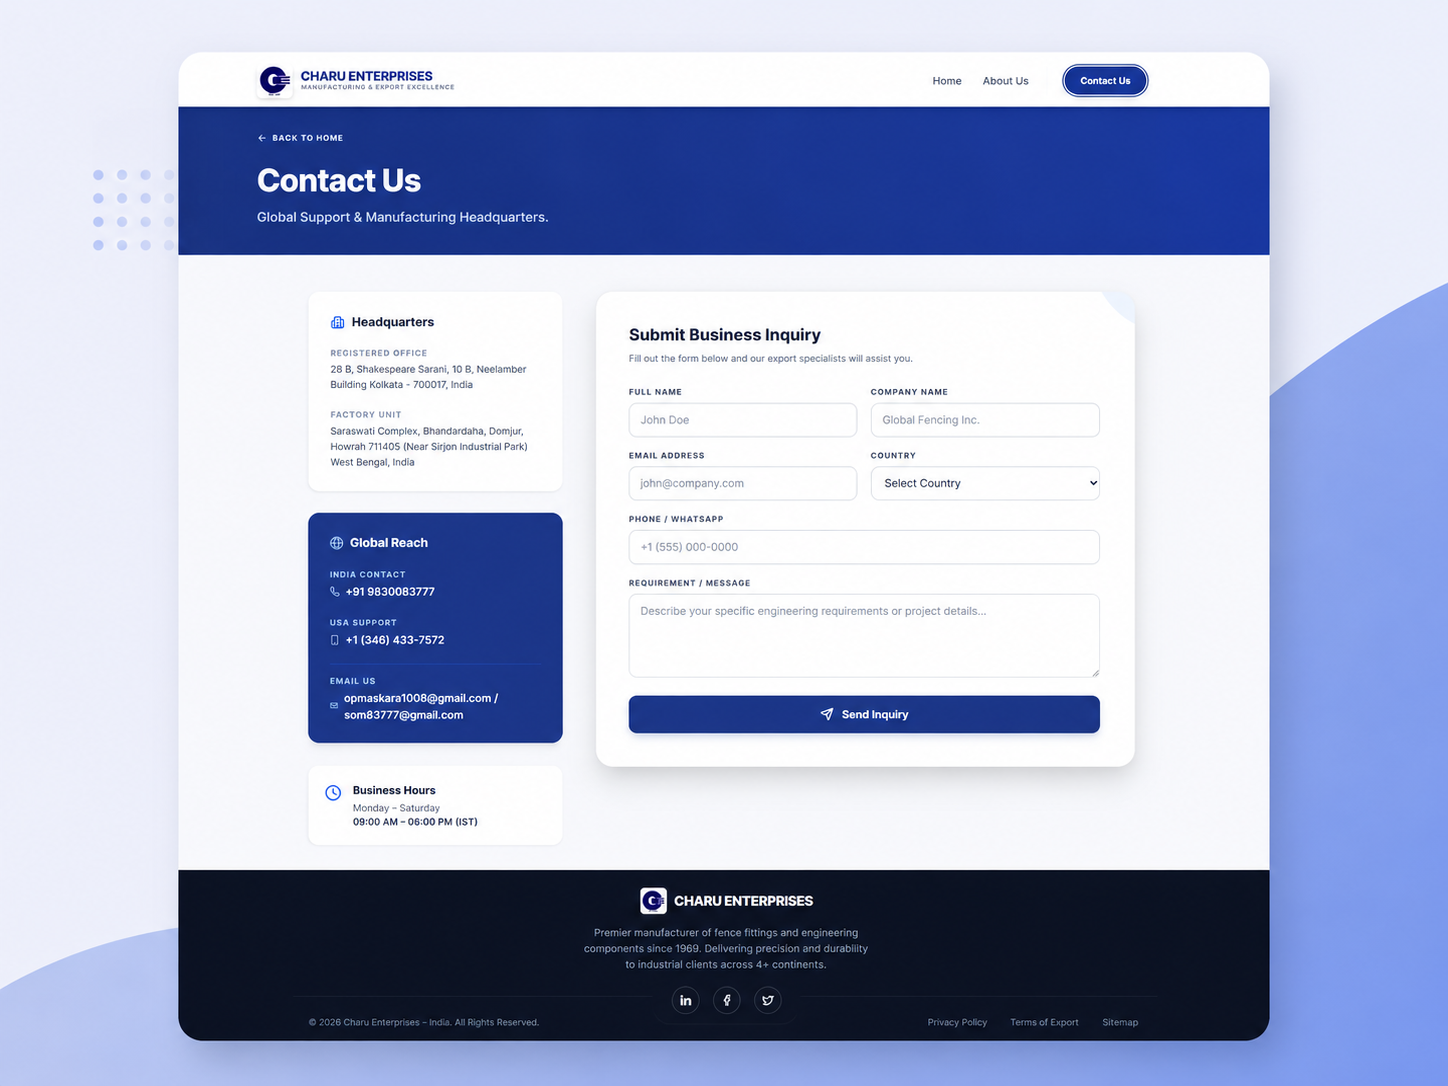 CHARU ENTERPRISES
MANUFACTURING & EXPORT EXCELLENCE
Home
About Us
Contact Us
BACK TO HOME
Contact Us
Global Support & Manufacturing Headquarters.
Headquarters
REGISTERED OFFICE
28 B, Shakespeare Sarani, 10 B, Neelamber
Building Kolkata - 700017, India
FACTORY UNIT
Saraswati Complex, Bhandardaha, Domjur,
Howrah 711405 (Near Sirjon Industrial Park)
West Bengal, India
Global Reach
INDIA CONTACT
+91 9830083777
USA SUPPORT
+1 (346) 433-7572
EMAIL US
opmaskara1008@gmail.com /
som83777@gmail.com
Business Hours
Monday – Saturday
09:00 AM – 06:00 PM (IST)
Submit Business Inquiry
Fill out the form below and our export specialists will assist you.
FULL NAME
John Doe
COMPANY NAME
Global Fencing Inc.
EMAIL ADDRESS
john@company.com
COUNTRY
Select Country
PHONE / WHATSAPP
+1 (555) 000-0000
REQUIREMENT / MESSAGE
Describe your specific engineering requirements or project details...
Send Inquiry
CHARU ENTERPRISES
Premier manufacturer of fence fittings and engineering
components since 1969. Delivering precision and durability
to industrial clients across 4+ continents.
© 2026 Charu Enterprises – India. All Rights Reserved.
Privacy Policy
Terms of Export
Sitemap